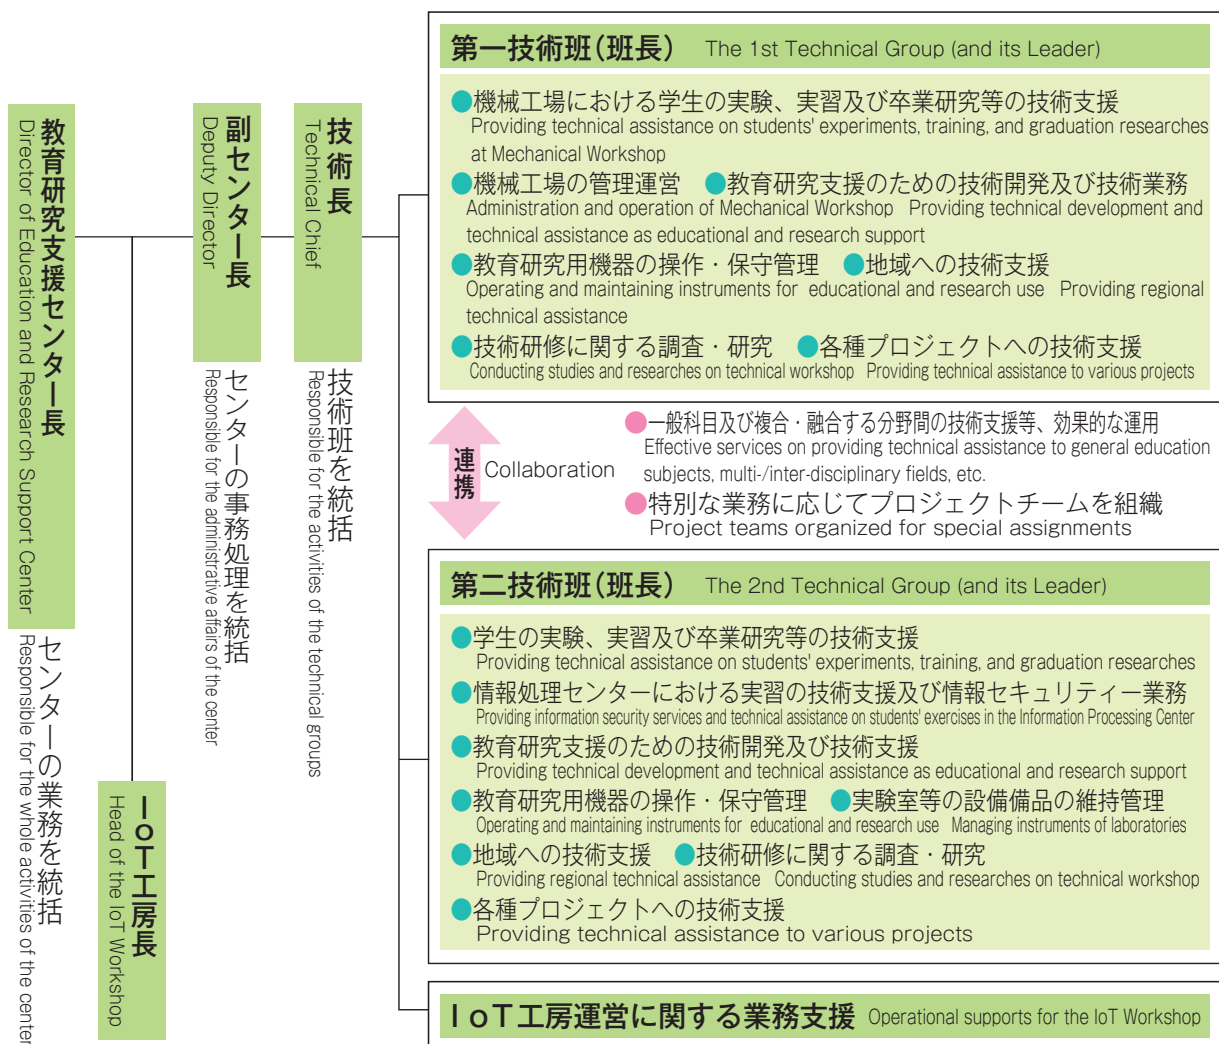 教育研究支援センター長
Director of Education and Research Support Center
センターの業務を統括
Responsible for the whole activities of the center
IoT工房長
Head of the IoT Workshop
副センター長
Deputy Director
センターの事務処理を統括
Responsible for the administrative affairs of the center
技術長
Technical Chief
技術班を統括
Responsible for the activities of the technical groups
第一技術班(班長) The 1st Technical Group (and its Leader)
●機械工場における学生の実験、実習及び卒業研究等の技術支援
Providing technical assistance on students' experiments, training, and graduation researches
at Mechanical Workshop
●機械工場の管理運営 ●教育研究支援のための技術開発及び技術業務
Administration and operation of Mechanical Workshop Providing technical development and
technical assistance as educational and research support
●教育研究用機器の操作・保守管理 ●地域への技術支援
Operating and maintaining instruments for educational and research use Providing regional
technical assistance
●技術研修に関する調査・研究 ●各種プロジェクトへの技術支援
Conducting studies and researches on technical workshop Providing technical assistance to various projects
連携 Collaboration
●一般科目及び複合・融合する分野間の技術支援等、効果的な運用
Effective services on providing technical assistance to general education
subjects, multi-/inter-disciplinary fields, etc.
●特別な業務に応じてプロジェクトチームを組織
Project teams organized for special assignments
第二技術班(班長) The 2nd Technical Group (and its Leader)
●学生の実験、実習及び卒業研究等の技術支援
Providing technical assistance on students' experiments, training, and graduation researches
●情報処理センターにおける実習の技術支援及び情報セキュリティー業務
Providing information security services and technical assistance on students' exercises in the Information Processing Center
●教育研究支援のための技術開発及び技術支援
Providing technical development and technical assistance as educational and research support
●教育研究用機器の操作・保守管理 ●実験室等の設備備品の維持管理
Operating and maintaining instruments for educational and research use Managing instruments of laboratories
●地域への技術支援 ●技術研修に関する調査・研究
Providing regional technical assistance Conducting studies and researches on technical workshop
●各種プロジェクトへの技術支援
Providing technical assistance to various projects
IoT工房運営に関する業務支援 Operational supports for the IoT Workshop